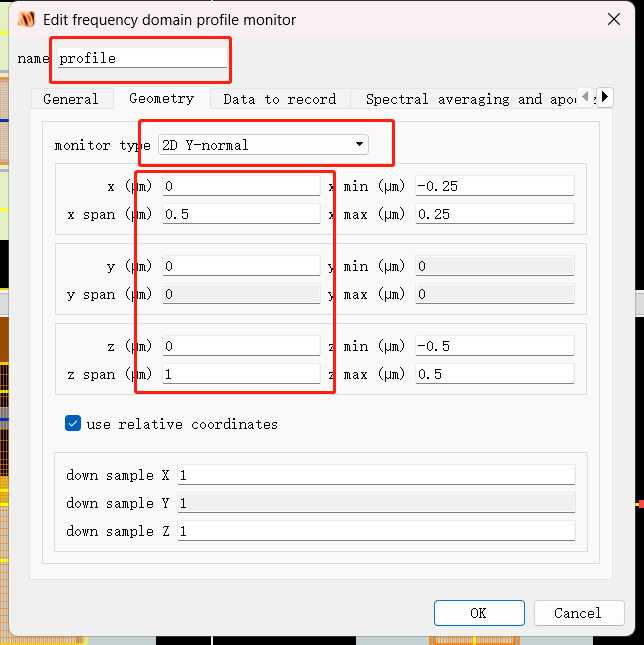 Edit frequency domain profile monitor
name profile
General Geometry Data to record Spectral averaging and apo
monitor type 2D Y-normal
x (μm) 0 x min (μm) -0.25
x span (μm) 0.5 x max (μm) 0.25
y (μm) 0 y min (μm) 0
y span (μm) 0 y max (μm) 0
z (μm) 0 z min (μm) -0.5
z span (μm) 1 z max (μm) 0.5
use relative coordinates
down sample X 1
down sample Y 1
down sample Z 1
OK Cancel